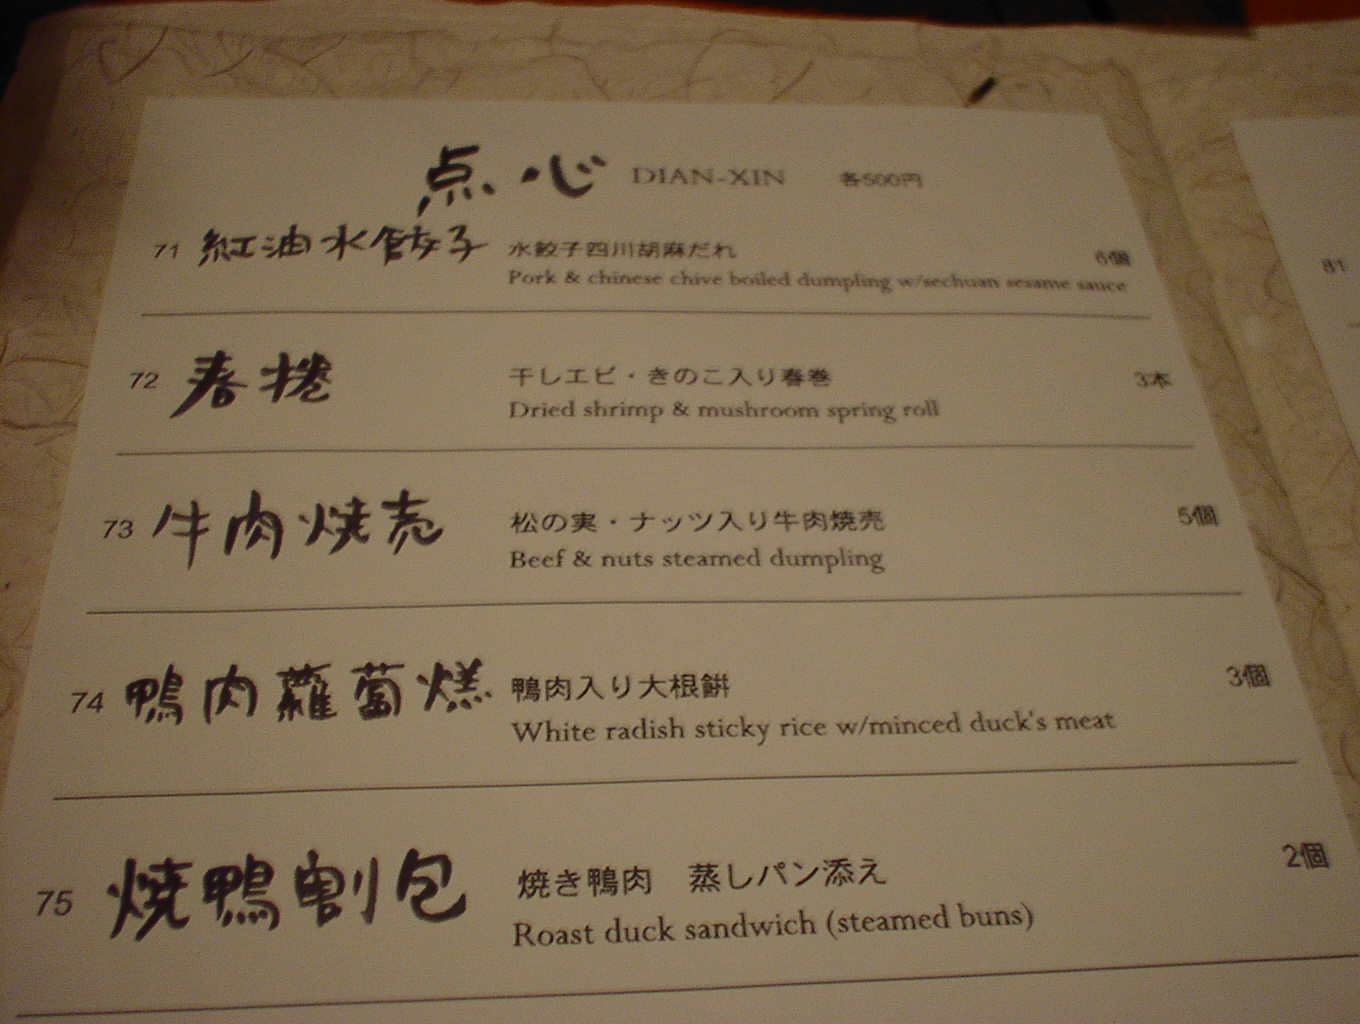 点心 DIAN-XIN 各500円
71 紅油水餃子 水餃子四川胡麻だれ 6個
Pork & chinese chive boiled dumpling w/sechuan sesame sauce
72 春捲 干しエビ・きのこ入り春巻 3本
Dried shrimp & mushroom spring roll
73 牛肉焼売 松の実・ナッツ入り牛肉焼売 5個
Beef & nuts steamed dumpling
74 鴨肉蘿蔔糕 鴨肉入り大根餅 3個
White radish sticky rice w/minced duck's meat
75 焼鴨割包 焼き鴨肉 蒸しパン添え 2個
Roast duck sandwich (steamed buns)
81